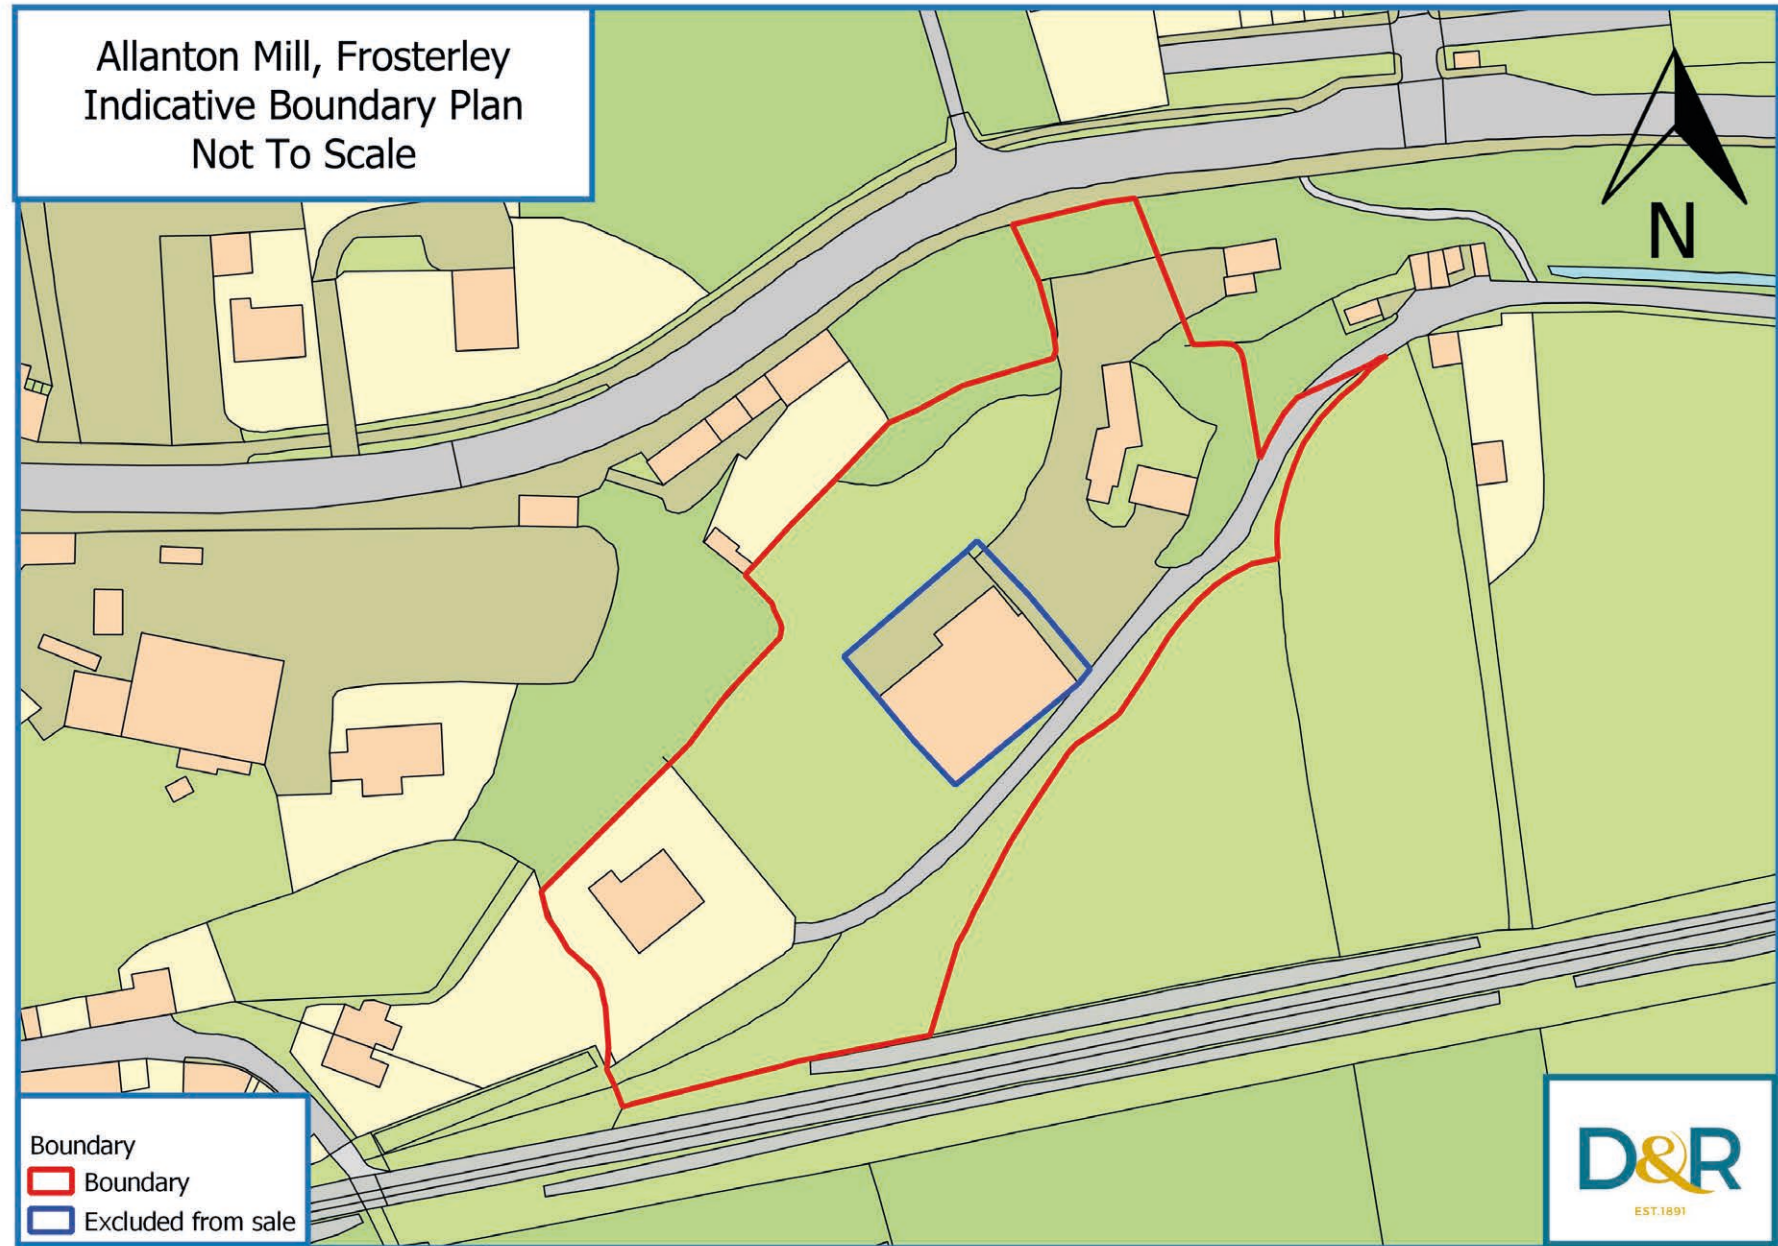 Allanton Mill, Frosterley
Indicative Boundary Plan
Not To Scale
N
Boundary
Boundary
Excluded from sale
D&R
EST.1891